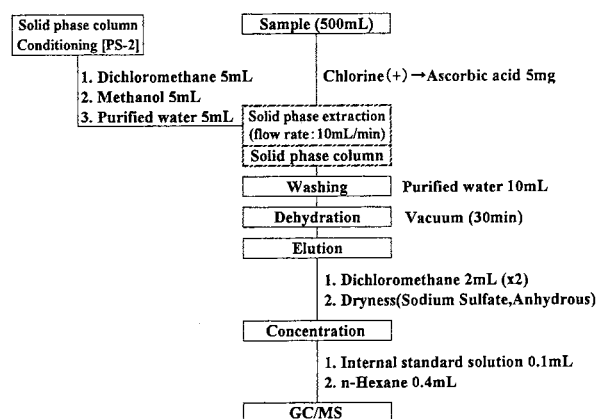 Solid phase column
Conditioning [PS-2]
1. Dichloromethane 5mL
2. Methanol 5mL
3. Purified water 5mL
Sample (500mL)
Chlorine(+)→Ascorbic acid 5mg
Solid phase extraction
(flow rate:10mL/min)
Solid phase column
Washing
Purified water 10mL
Dehydration
Vacuum (30min)
Elution
1. Dichloromethane 2mL (x2)
2. Dryness(Sodium Sulfate,Anhydrous)
Concentration
1. Internal standard solution 0.1mL
2. n-Hexane 0.4mL
GC/MS